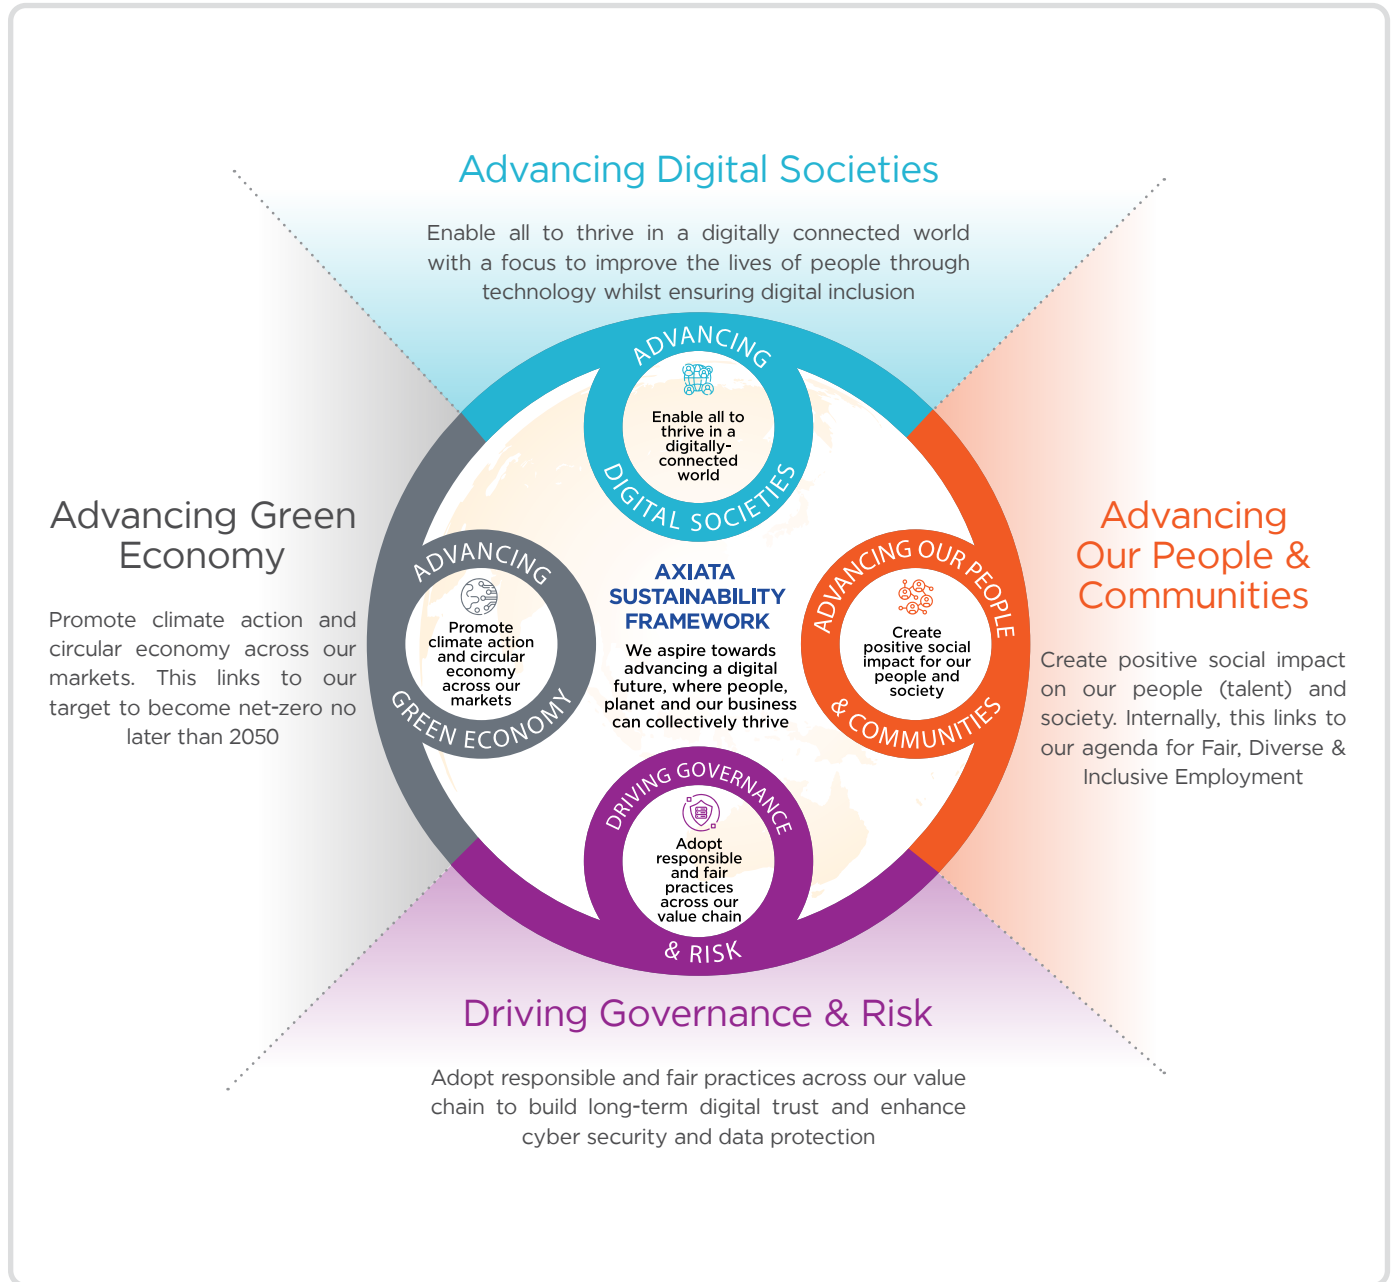 Advancing Digital Societies
Enable all to thrive in a digitally connected world
with a focus to improve the lives of people through
technology whilst ensuring digital inclusion
ADVANCING
Enable all to
thrive in a
digitally-
connected
world
DIGITAL SOCIETIES
Advancing Green
Economy
Promote climate action and
circular economy across our
markets. This links to our
target to become net-zero no
later than 2050
ADVANCING
Promote
climate action
and circular
economy
across our
markets
GREEN ECONOMY
AXIATA
SUSTAINABILITY
FRAMEWORK
We aspire towards
advancing a digital
future, where people,
planet and our business
can collectively thrive
ADVANCING OUR PEOPLE
Create
positive social
impact for our
people and
society
& COMMUNITIES
Advancing
Our People &
Communities
Create positive social impact
on our people (talent) and
society. Internally, this links to
our agenda for Fair, Diverse &
Inclusive Employment
DRIVING GOVERNANCE
Adopt
responsible
and fair
practices
across our
value chain
& RISK
Driving Governance & Risk
Adopt responsible and fair practices across our value
chain to build long-term digital trust and enhance
cyber security and data protection